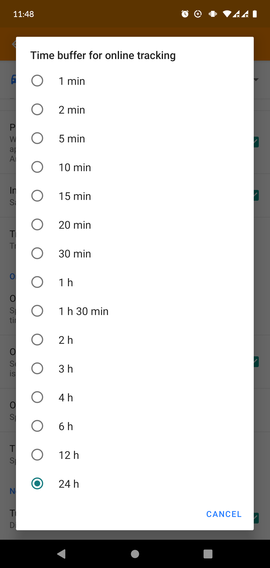 11:48
Time buffer for online tracking
1 min
2 min
5 min
10 min
15 min
20 min
30 min
1 h
1 h 30 min
2 h
3 h
4 h
6 h
12 h
24 h
CANCEL